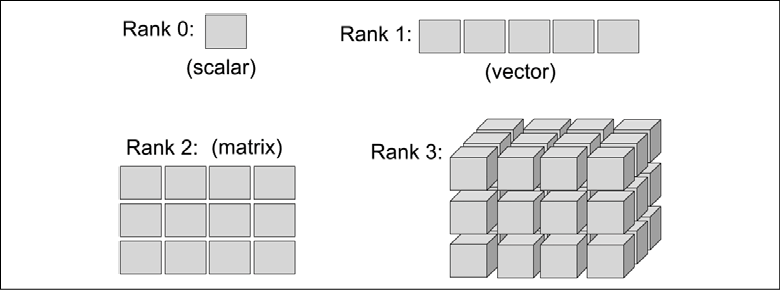 Rank 0:
(scalar)
Rank 1:
(vector)
Rank 2: (matrix)
Rank 3: